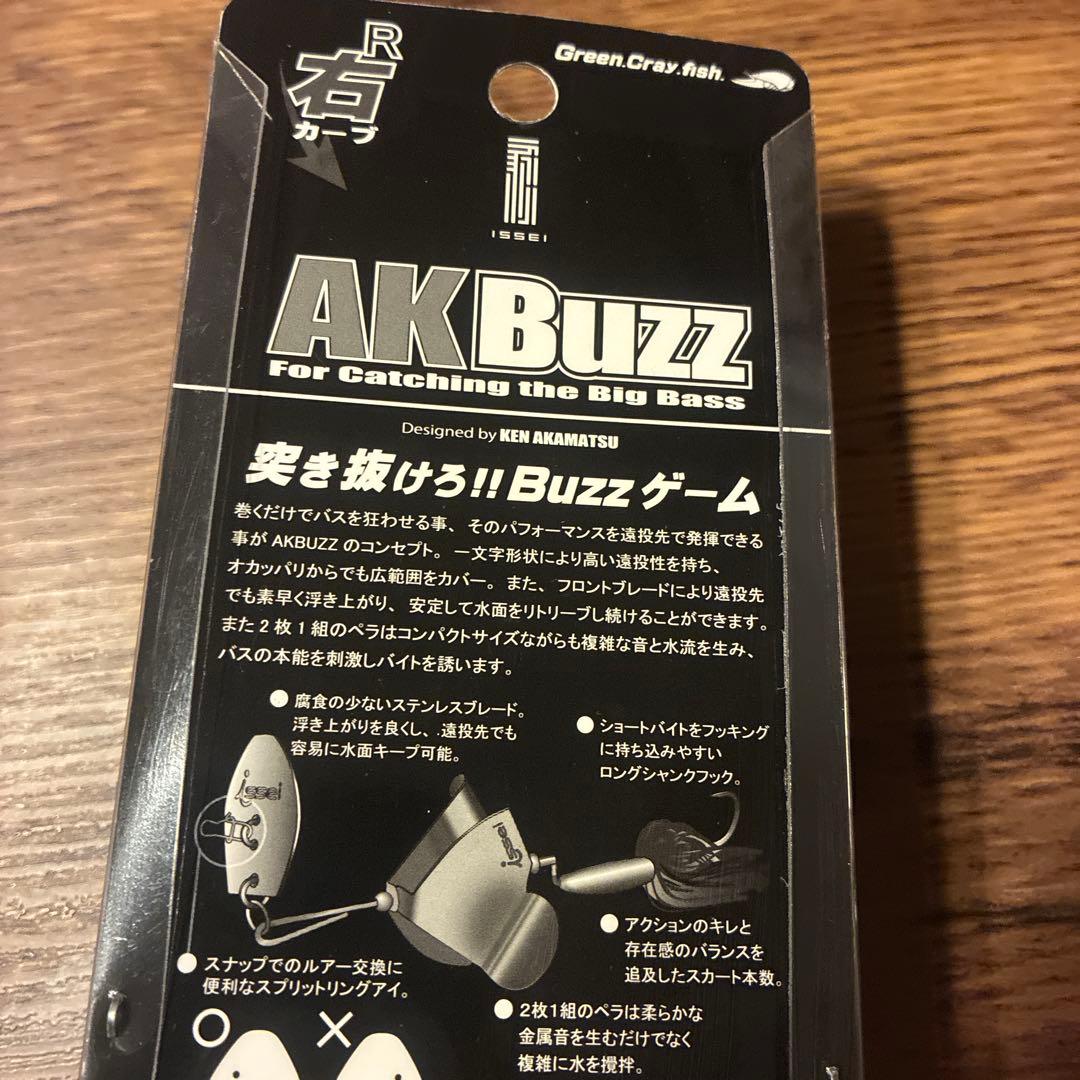 R
右
カーブ
Green.Cray.fish.
ISSEI
AKBuzz
For Catching the Big Bass
Designed by KEN AKAMATSU
突き抜けろ!! Buzzゲーム
巻くだけでバスを狂わせる事、そのパフォーマンスを遠投先で発揮できる
事が AKBUZZ のコンセプト。一文字形状により高い遠投性を持ち、
オカッパリからでも広範囲をカバー。また、フロントブレードにより遠投先
でも素早く浮き上がり、安定して水面をリトリーブし続けることができます。
また2枚1組のペラはコンパクトサイズながらも複雑な音と水流を生み、
バスの本能を刺激しバイトを誘います。
●腐食の少ないステンレスブレード。
浮き上がりを良くし、遠投先でも
容易に水面キープ可能。
●ショートバイトをフッキング
に持ち込みやすい
ロングシャンクフック。
issei
issei
●アクションのキレと
存在感のバランスを
追及したスカート本数。
●スナップでのルアー交換に
便利なスプリットリングアイ。
●2枚1組のペラは柔らかな
金属音を生むだけでなく
複雑に水を攪拌。
○ ×